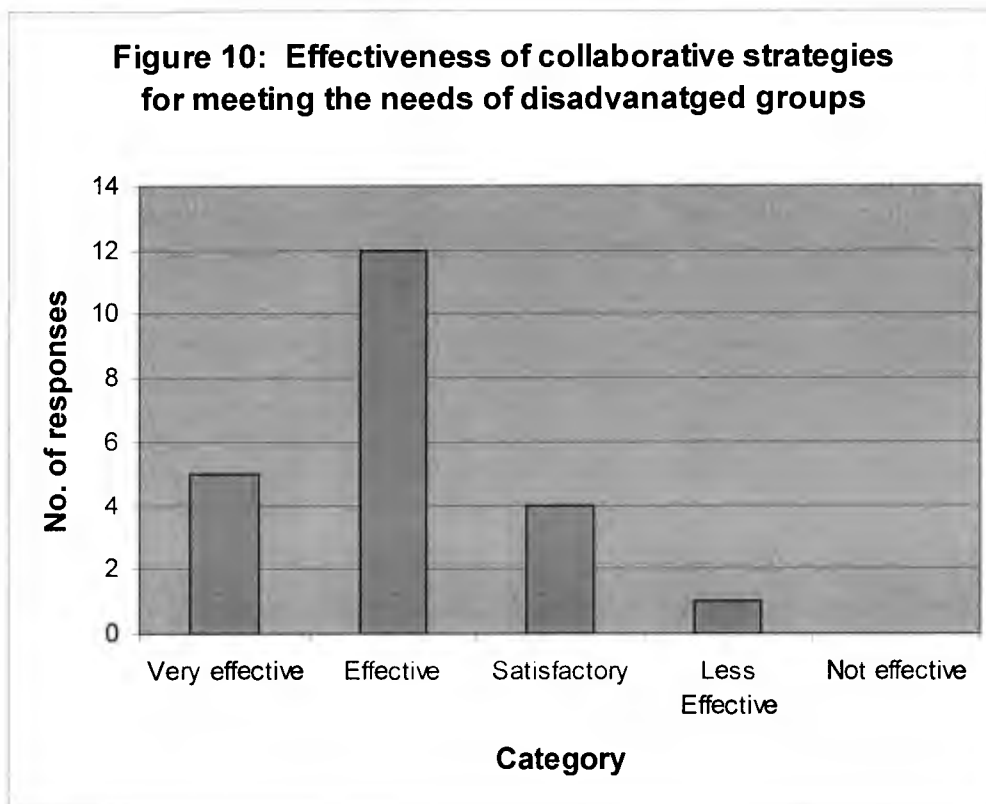 Figure 10: Effectiveness of collaborative strategies
for meeting the needs of disadvanatged groups
14
12
10
8
6
4
2
0
No. of responses
Very effective
Effective
Satisfactory
Less
Effective
Not effective
Category